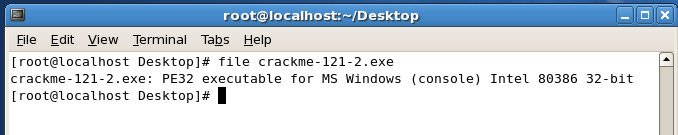 root@localhost:~/Desktop
File Edit View Terminal Tabs Help
[root@localhost Desktop]# file crackme-121-2.exe
crackme-121-2.exe: PE32 executable for MS Windows (console) Intel 80386 32-bit
[root@localhost Desktop]#